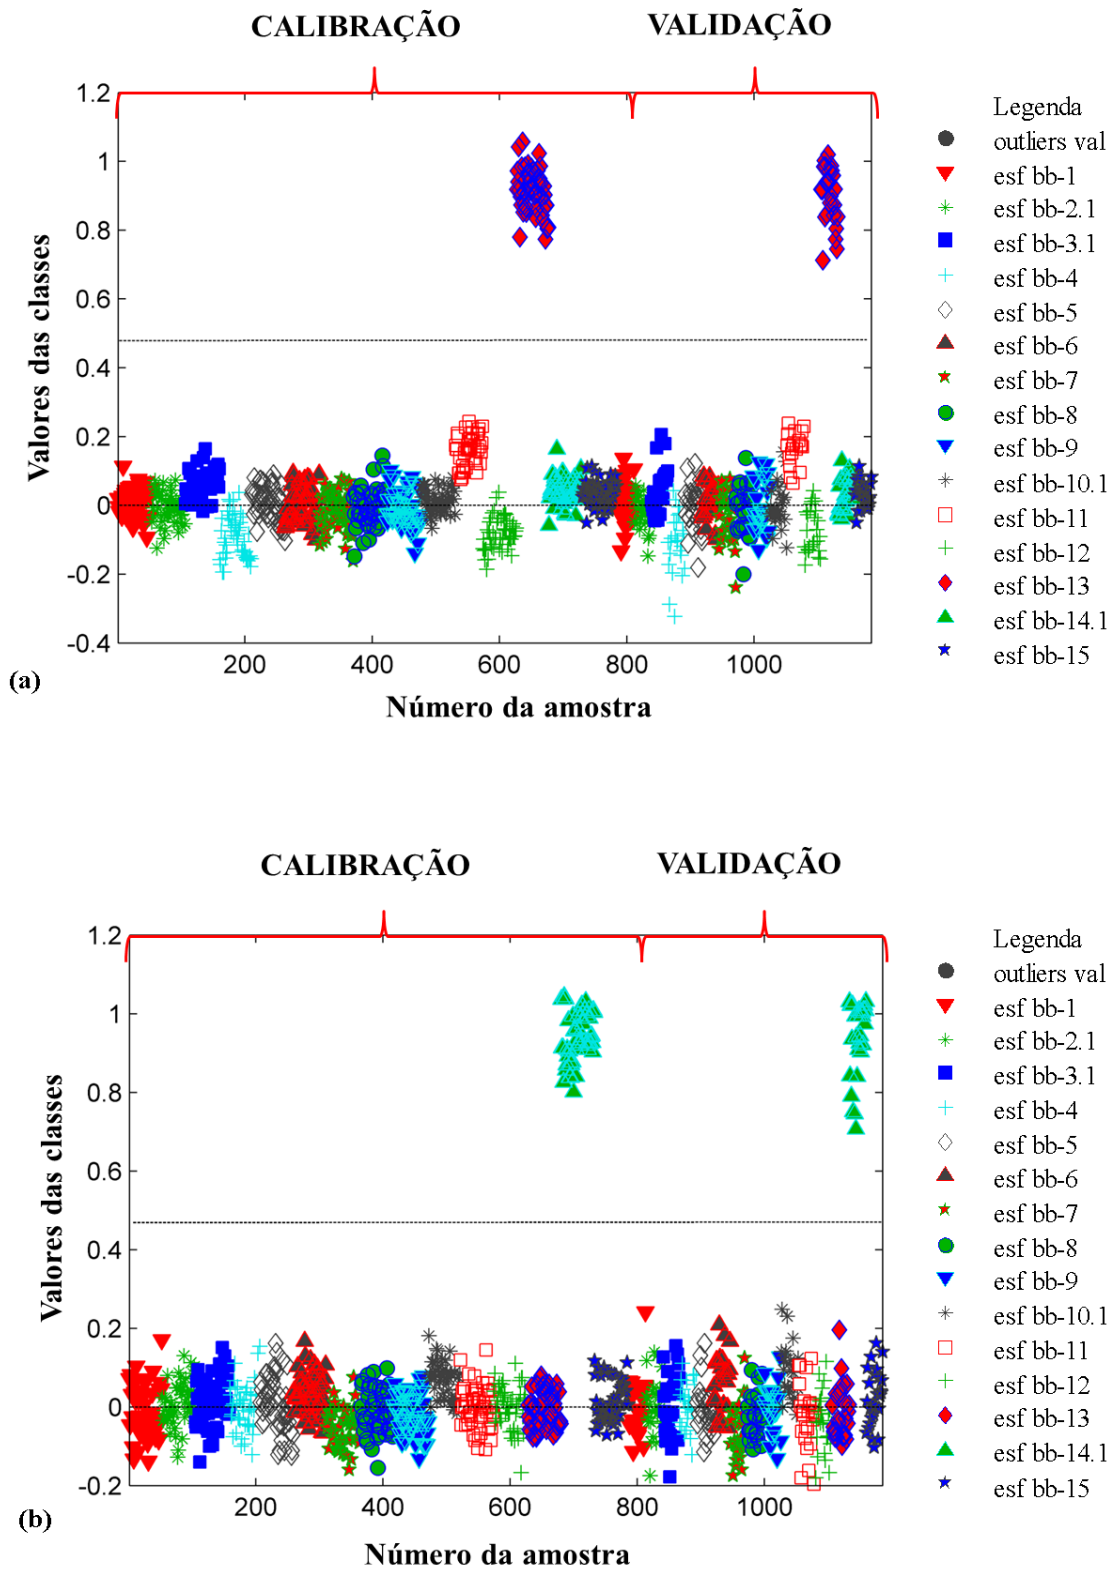 CALIBRAÇÃO
VALIDAÇÃO
1.2
1
0.8
0.6
0.4
0.2
0
-0.2
-0.4
200
400
600
800
1000
Valores das classes
Número da amostra
(a)
Legenda
outliers val
esf bb-1
esf bb-2.1
esf bb-3.1
esf bb-4
esf bb-5
esf bb-6
esf bb-7
esf bb-8
esf bb-9
esf bb-10.1
esf bb-11
esf bb-12
esf bb-13
esf bb-14.1
esf bb-15
CALIBRAÇÃO
VALIDAÇÃO
1.2
1
0.8
0.6
0.4
0.2
0
-0.2
200
400
600
800
1000
Valores das classes
Número da amostra
(b)
Legenda
outliers val
esf bb-1
esf bb-2.1
esf bb-3.1
esf bb-4
esf bb-5
esf bb-6
esf bb-7
esf bb-8
esf bb-9
esf bb-10.1
esf bb-11
esf bb-12
esf bb-13
esf bb-14.1
esf bb-15